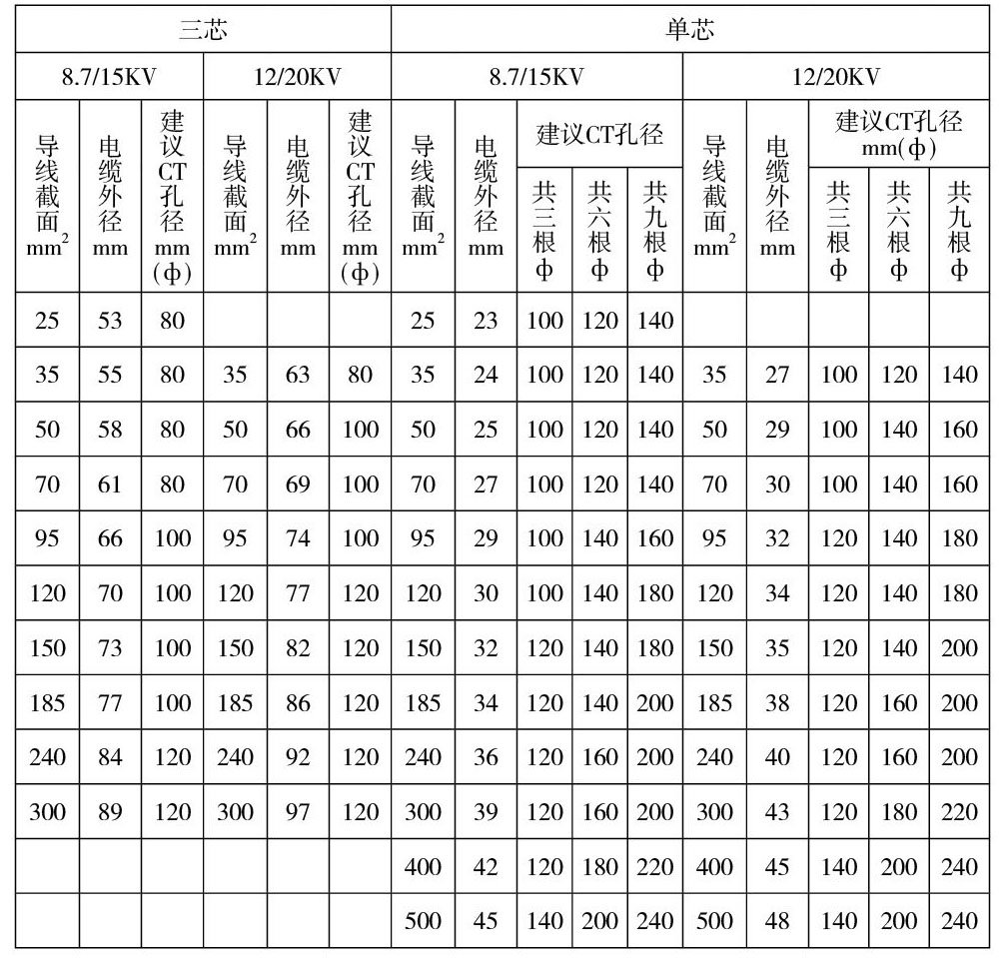 三芯 单芯
8.7/15KV 12/20KV 8.7/15KV 12/20KV
导线截面mm² 电缆外径mm 建议CT孔径mm(ф) 导线截面mm² 电缆外径mm 建议CT孔径mm(ф) 导线截面mm² 电缆外径mm 建议CT孔径 导线截面mm² 电缆外径mm 建议CT孔径mm(ф)
共三根ф 共六根ф 共九根ф 共三根ф 共六根ф 共九根ф
25 53 80 25 23 100 120 140
35 55 80 35 63 80 35 24 100 120 140 35 27 100 120 140
50 58 80 50 66 100 50 25 100 120 140 50 29 100 140 160
70 61 80 70 69 100 70 27 100 120 140 70 30 100 140 160
95 66 100 95 74 100 95 29 100 140 160 95 32 120 140 180
120 70 100 120 77 120 120 30 100 140 180 120 34 120 140 180
150 73 100 150 82 120 150 32 120 140 180 150 35 120 140 200
185 77 100 185 86 120 185 34 120 140 200 185 38 120 160 200
240 84 120 240 92 120 240 36 120 160 200 240 40 120 160 200
300 89 120 300 97 120 300 39 120 160 200 300 43 120 180 220
400 42 120 180 220 400 45 140 200 240
500 45 140 200 240 500 48 140 200 240